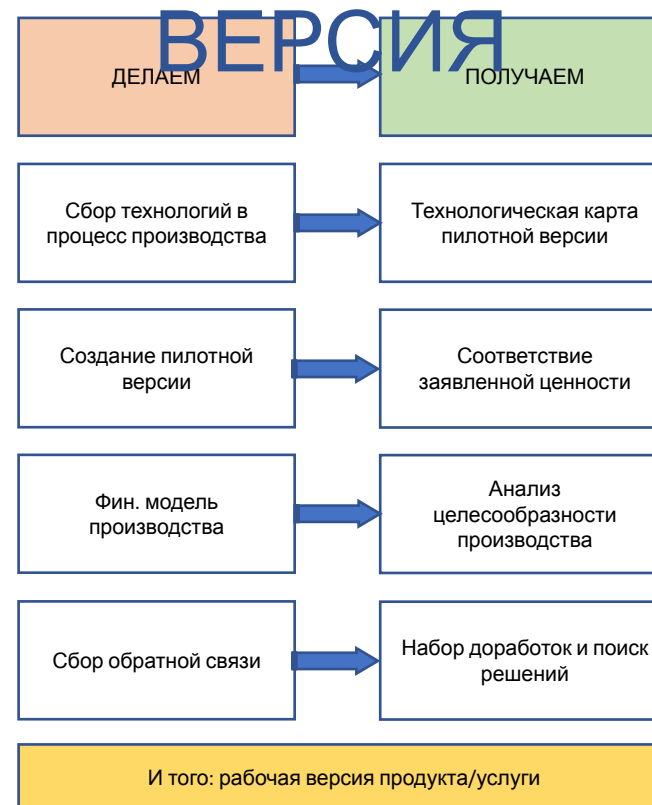 ВЕРСИЯ
ДЕЛАЕМ
ПОЛУЧАЕМ
Сбор технологий в
процесс производства
Технологическая карта
пилотной версии
Создание пилотной
версии
Соответствие
заявленной ценности
Фин. модель
производства
Анализ
целесообразности
производства
Сбор обратной связи
Набор доработок и поиск
решений
И того: рабочая версия продукта/услуги